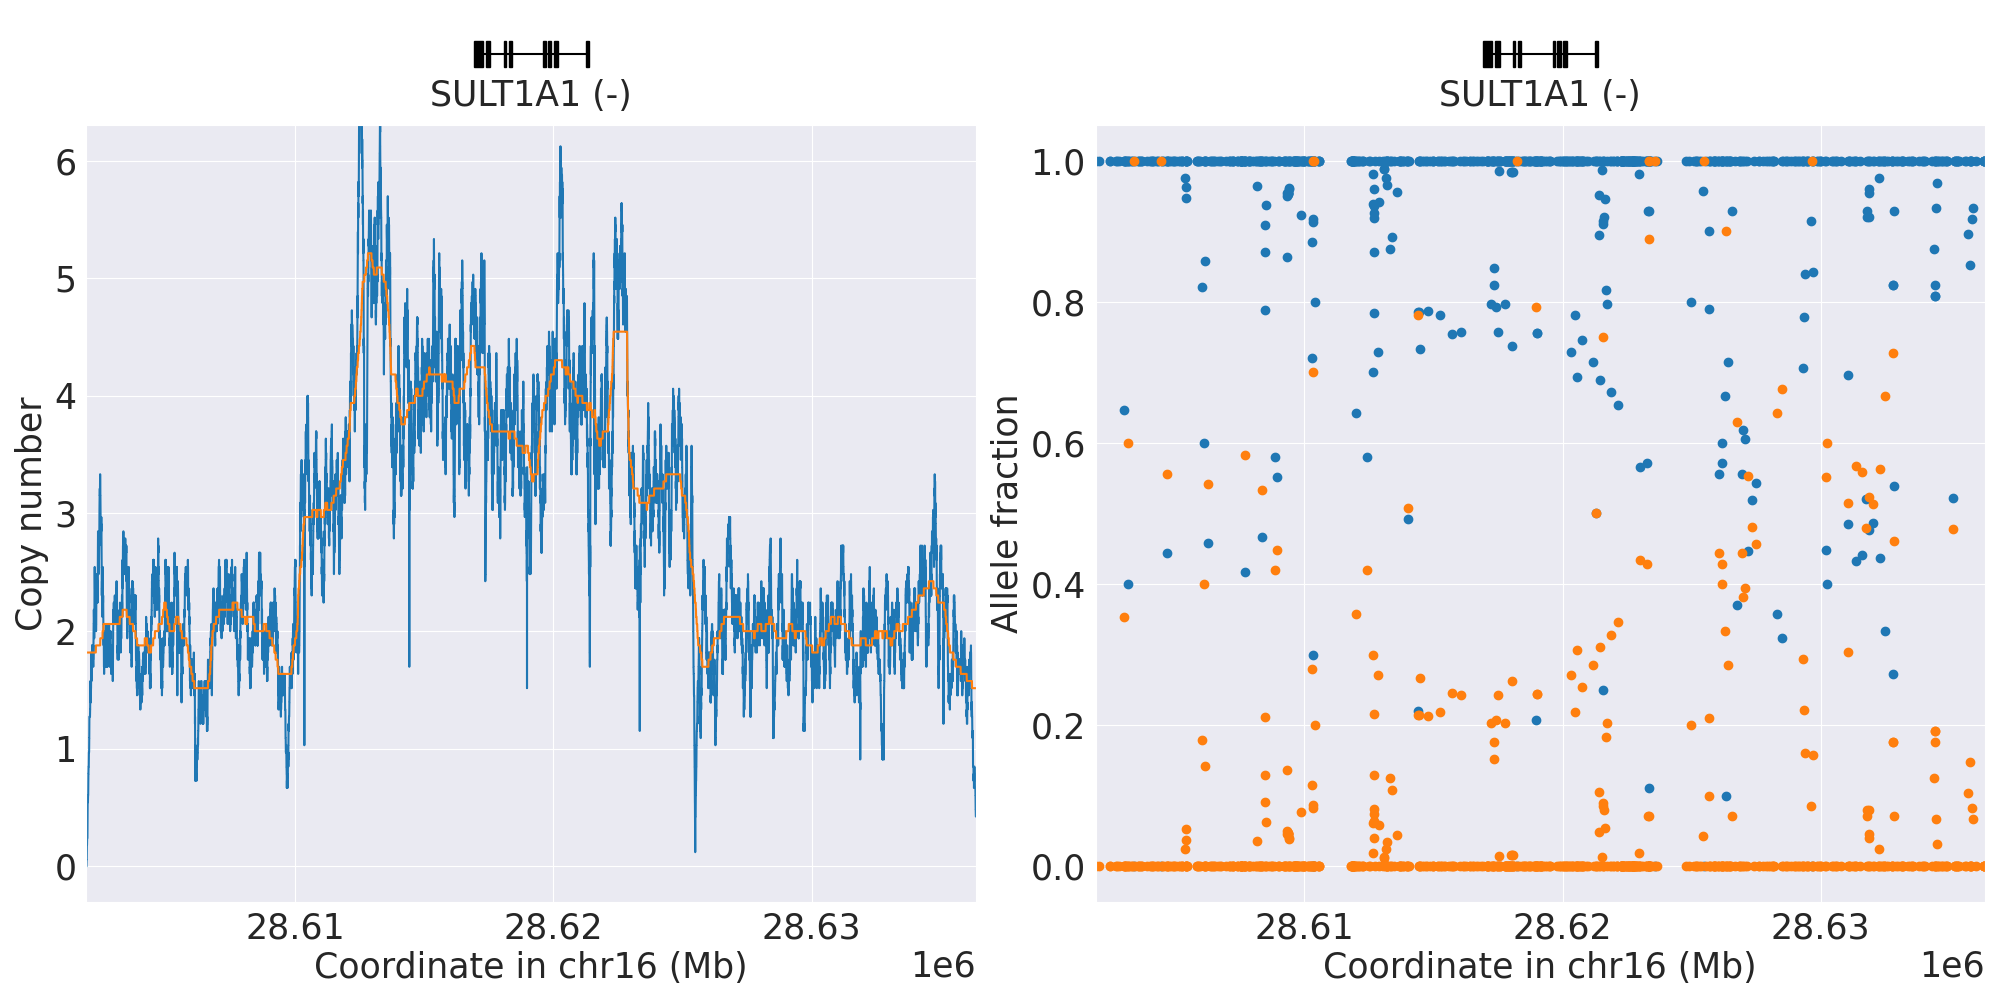 SULT1A1 (-)
6
5
4
3
2
1
0
Copy number
28.61
28.62
28.63
Coordinate in chr16 (Mb)
1e6
SULT1A1 (-)
1.0
0.8
0.6
0.4
0.2
0.0
Allele fraction
28.61
28.62
28.63
Coordinate in chr16 (Mb)
1e6